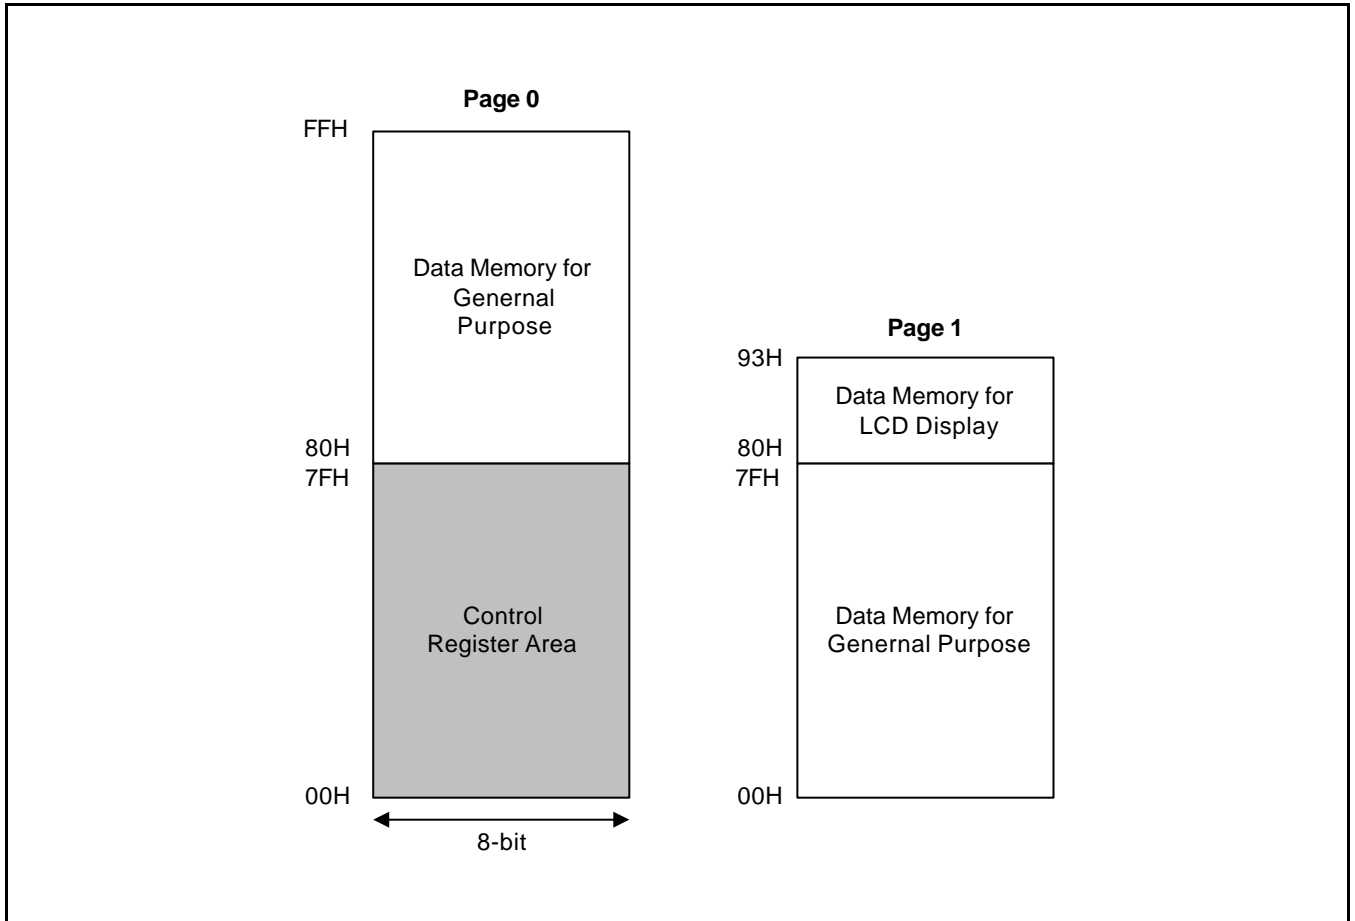 Page 0
FFH
Data Memory for
Genernal
Purpose
80H
7FH
Control
Register Area
00H
8-bit
Page 1
93H
Data Memory for
LCD Display
80H
7FH
Data Memory for
Genernal Purpose
00H